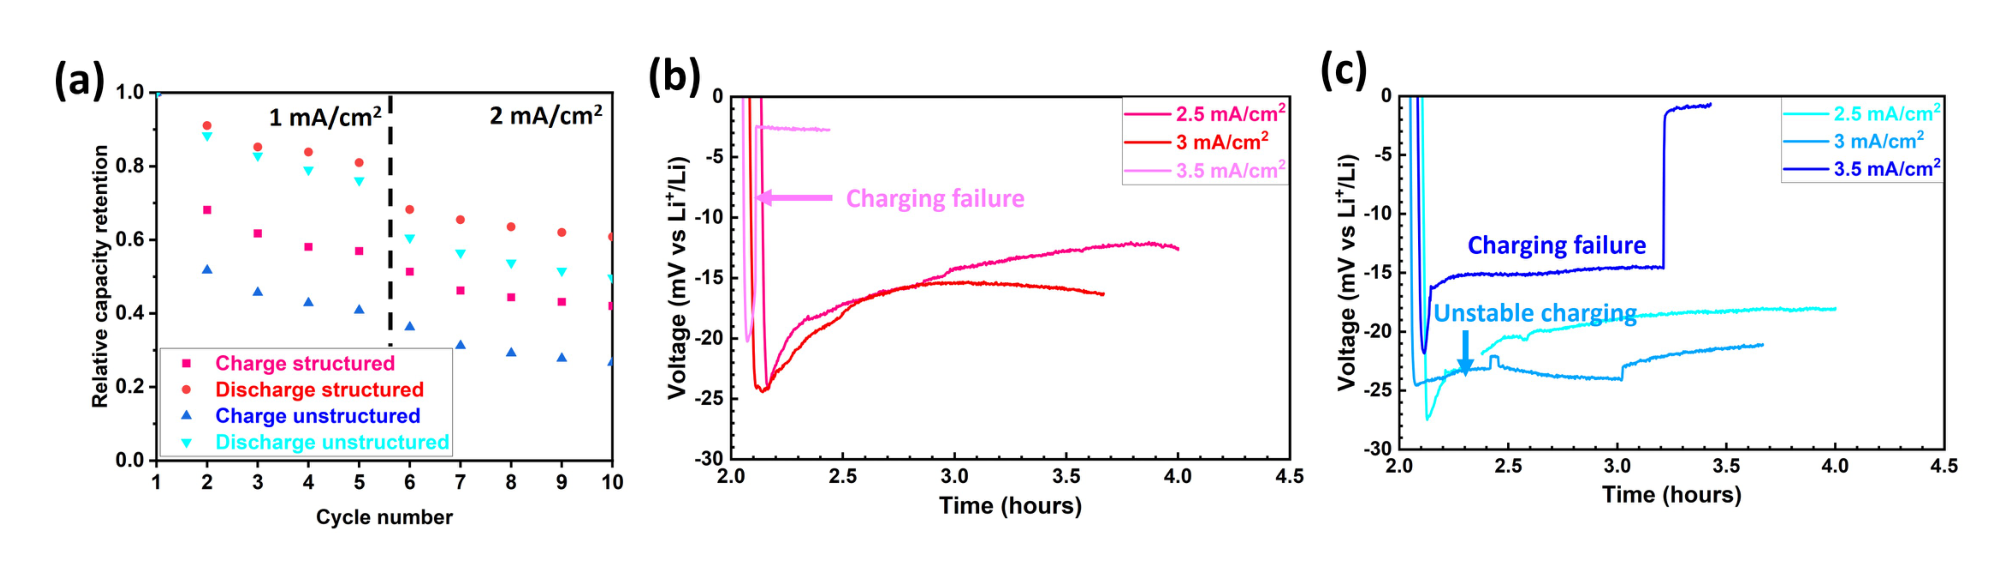 (a)
1.0
0.8
0.6
0.4
0.2
0.0
Relative capacity retention
1 mA/cm²
2 mA/cm²
Charge structured
Discharge structured
Charge unstructured
Discharge unstructured
1 2 3 4 5 6 7 8 9 10
Cycle number
(b)
0
-5
-10
-15
-20
-25
-30
Voltage (mV vs Li⁺/Li)
2.5 mA/cm²
3 mA/cm²
3.5 mA/cm²
Charging failure
2.0 2.5 3.0 3.5 4.0 4.5
Time (hours)
(c)
0
-5
-10
-15
-20
-25
-30
Voltage (mV vs Li⁺/Li)
2.5 mA/cm²
3 mA/cm²
3.5 mA/cm²
Charging failure
Unstable charging
2.0 2.5 3.0 3.5 4.0 4.5
Time (hours)